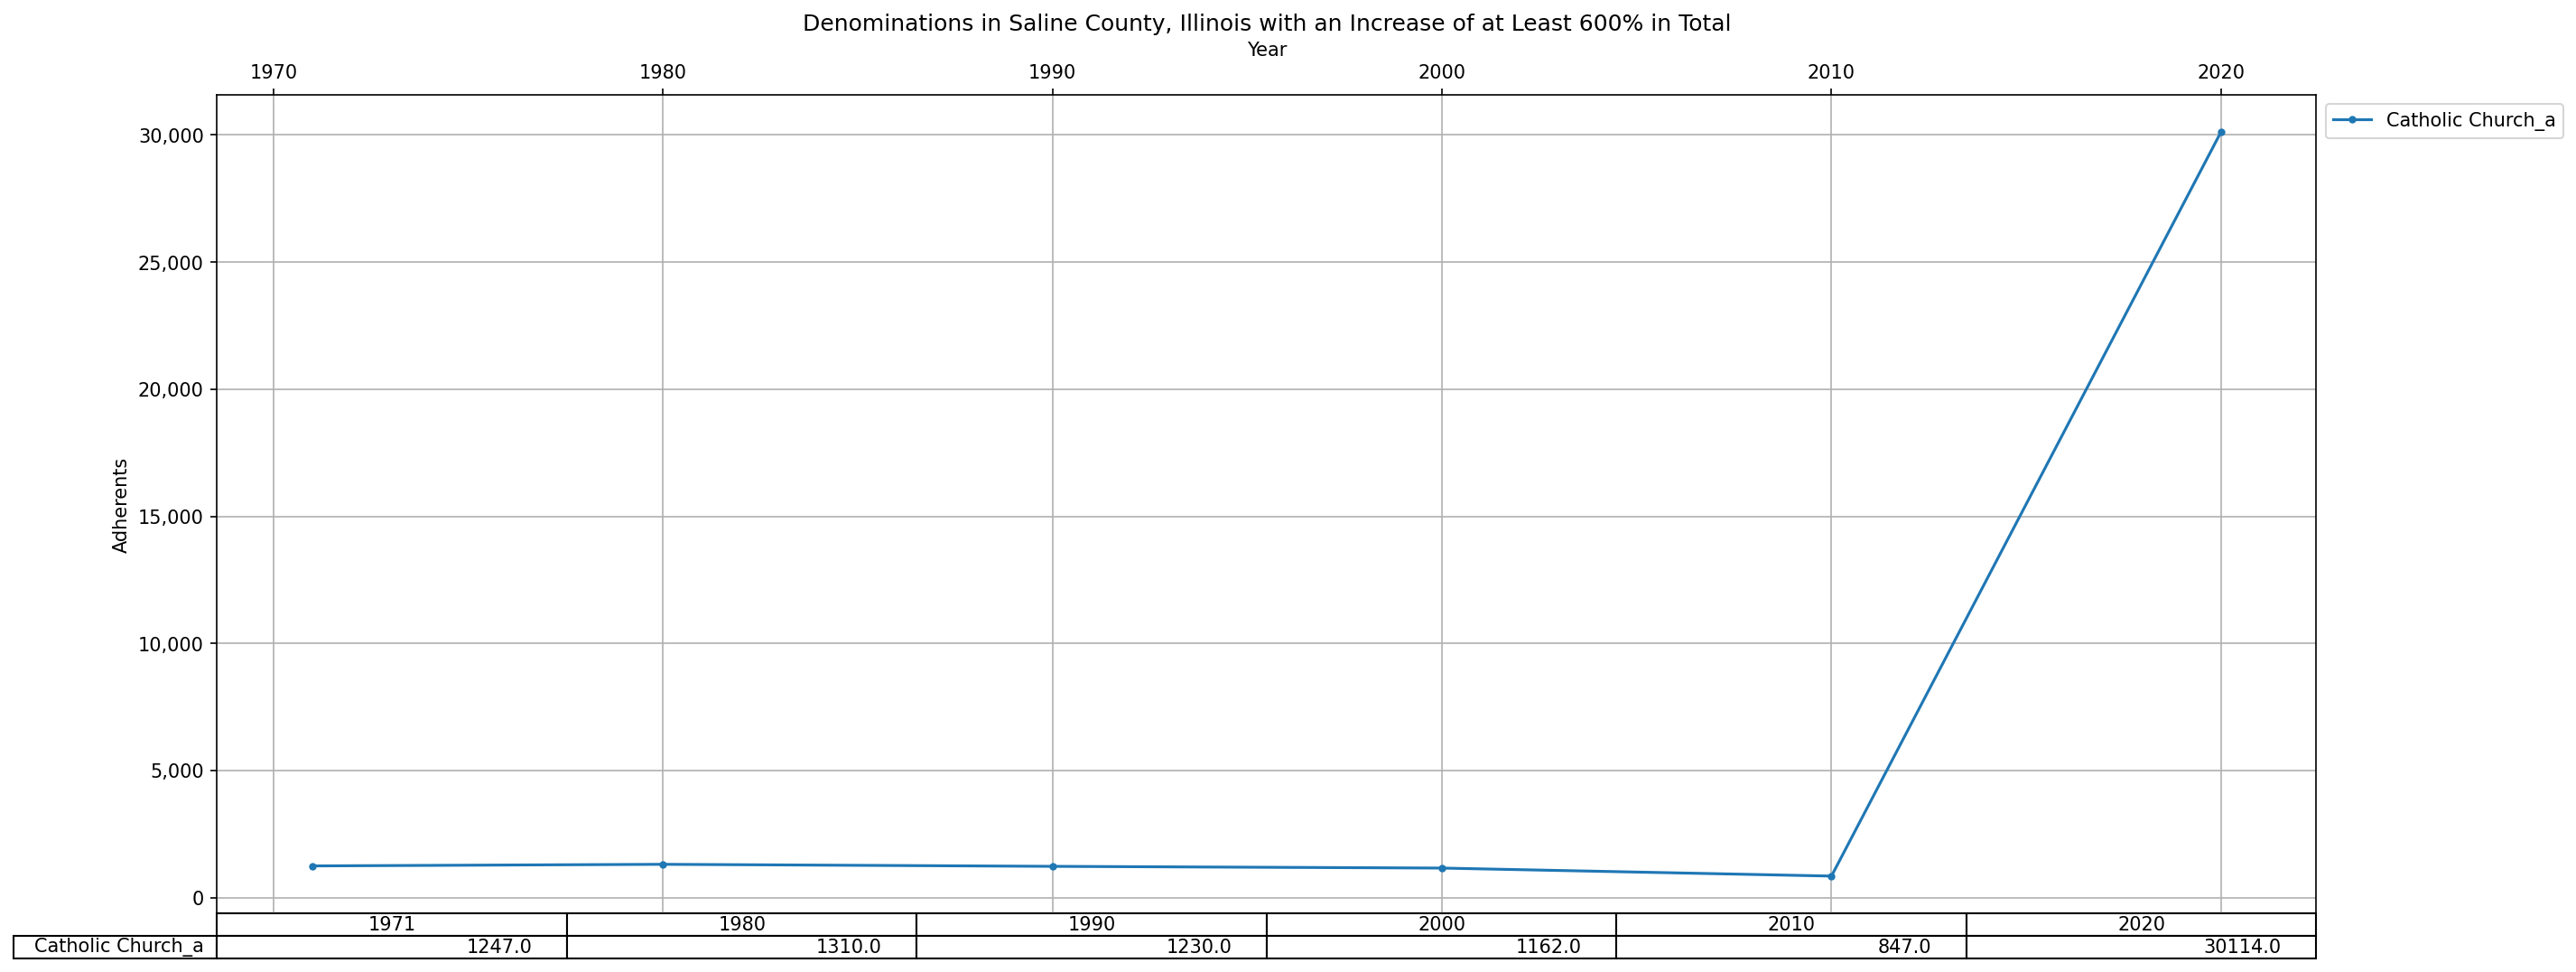 Denominations in Saline County, Illinois with an Increase of at Least 600% in Total
Year
1970 1980 1990 2000 2010 2020
Catholic Church_a
30,000
25,000
20,000
15,000
10,000
5,000
0
Adherents
1971 1980 1990 2000 2010 2020
Catholic Church_a 1247.0 1310.0 1230.0 1162.0 847.0 30114.0